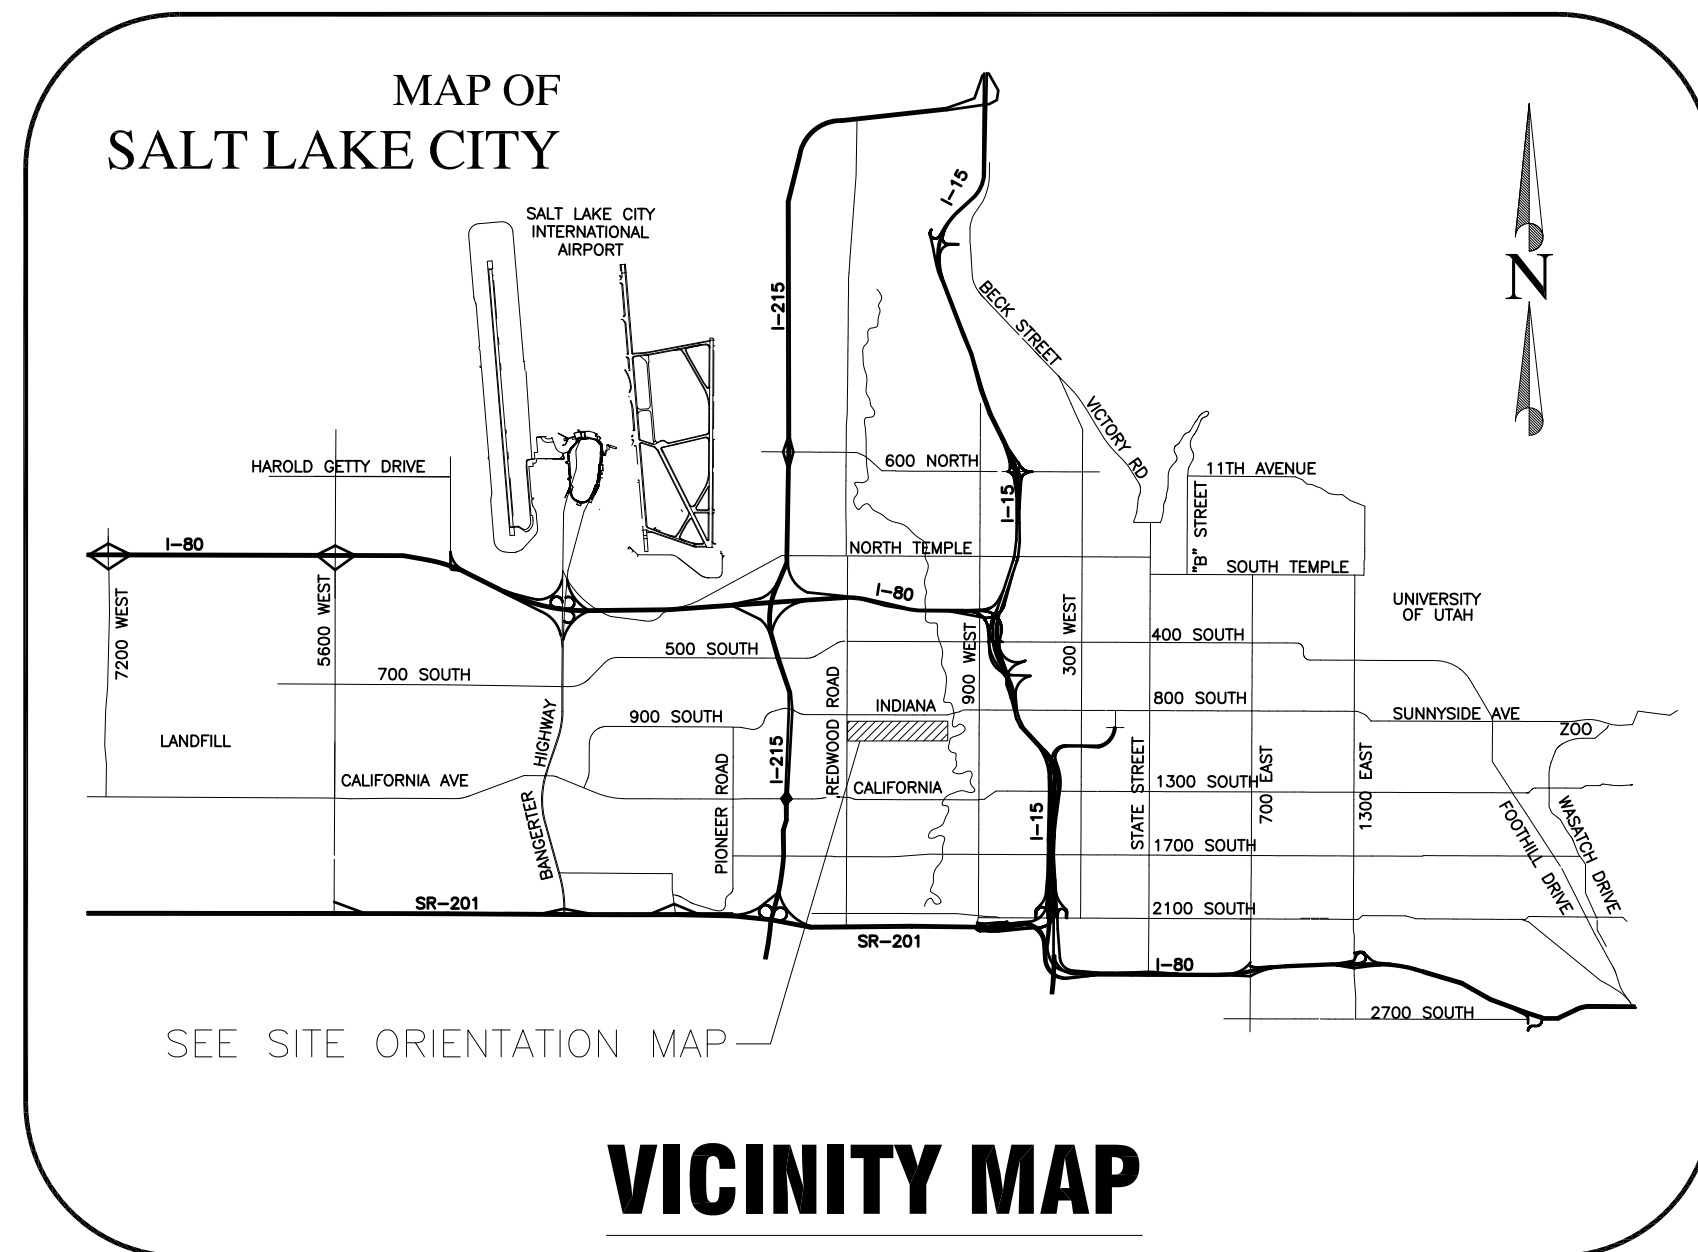 MAP OF
SALT LAKE CITY
SALT LAKE CITY
INTERNATIONAL
AIRPORT
I-15
N
I-215
BECK STREET
VICTORY RD
HAROLD GETTY DRIVE
600 NORTH
11TH AVENUE
I-15
"B" STREET
I-80
NORTH TEMPLE
SOUTH TEMPLE
7200 WEST
5600 WEST
I-80
900 WEST
300 WEST
UNIVERSITY
OF UTAH
400 SOUTH
500 SOUTH
700 SOUTH
REDWOOD ROAD
INDIANA
800 SOUTH
SUNNYSIDE AVE
ZOO
900 SOUTH
LANDFILL
BANGERTER HIGHWAY
I-215
PIONEER ROAD
CALIFORNIA AVE
CALIFORNIA
1300 SOUTH
STATE STREET
700 EAST
1300 EAST
FOOTHILL DRIVE
WASATCH DRIVE
I-15
1700 SOUTH
SR-201
2100 SOUTH
SR-201
I-80
2700 SOUTH
SEE SITE ORIENTATION MAP
VICINITY MAP